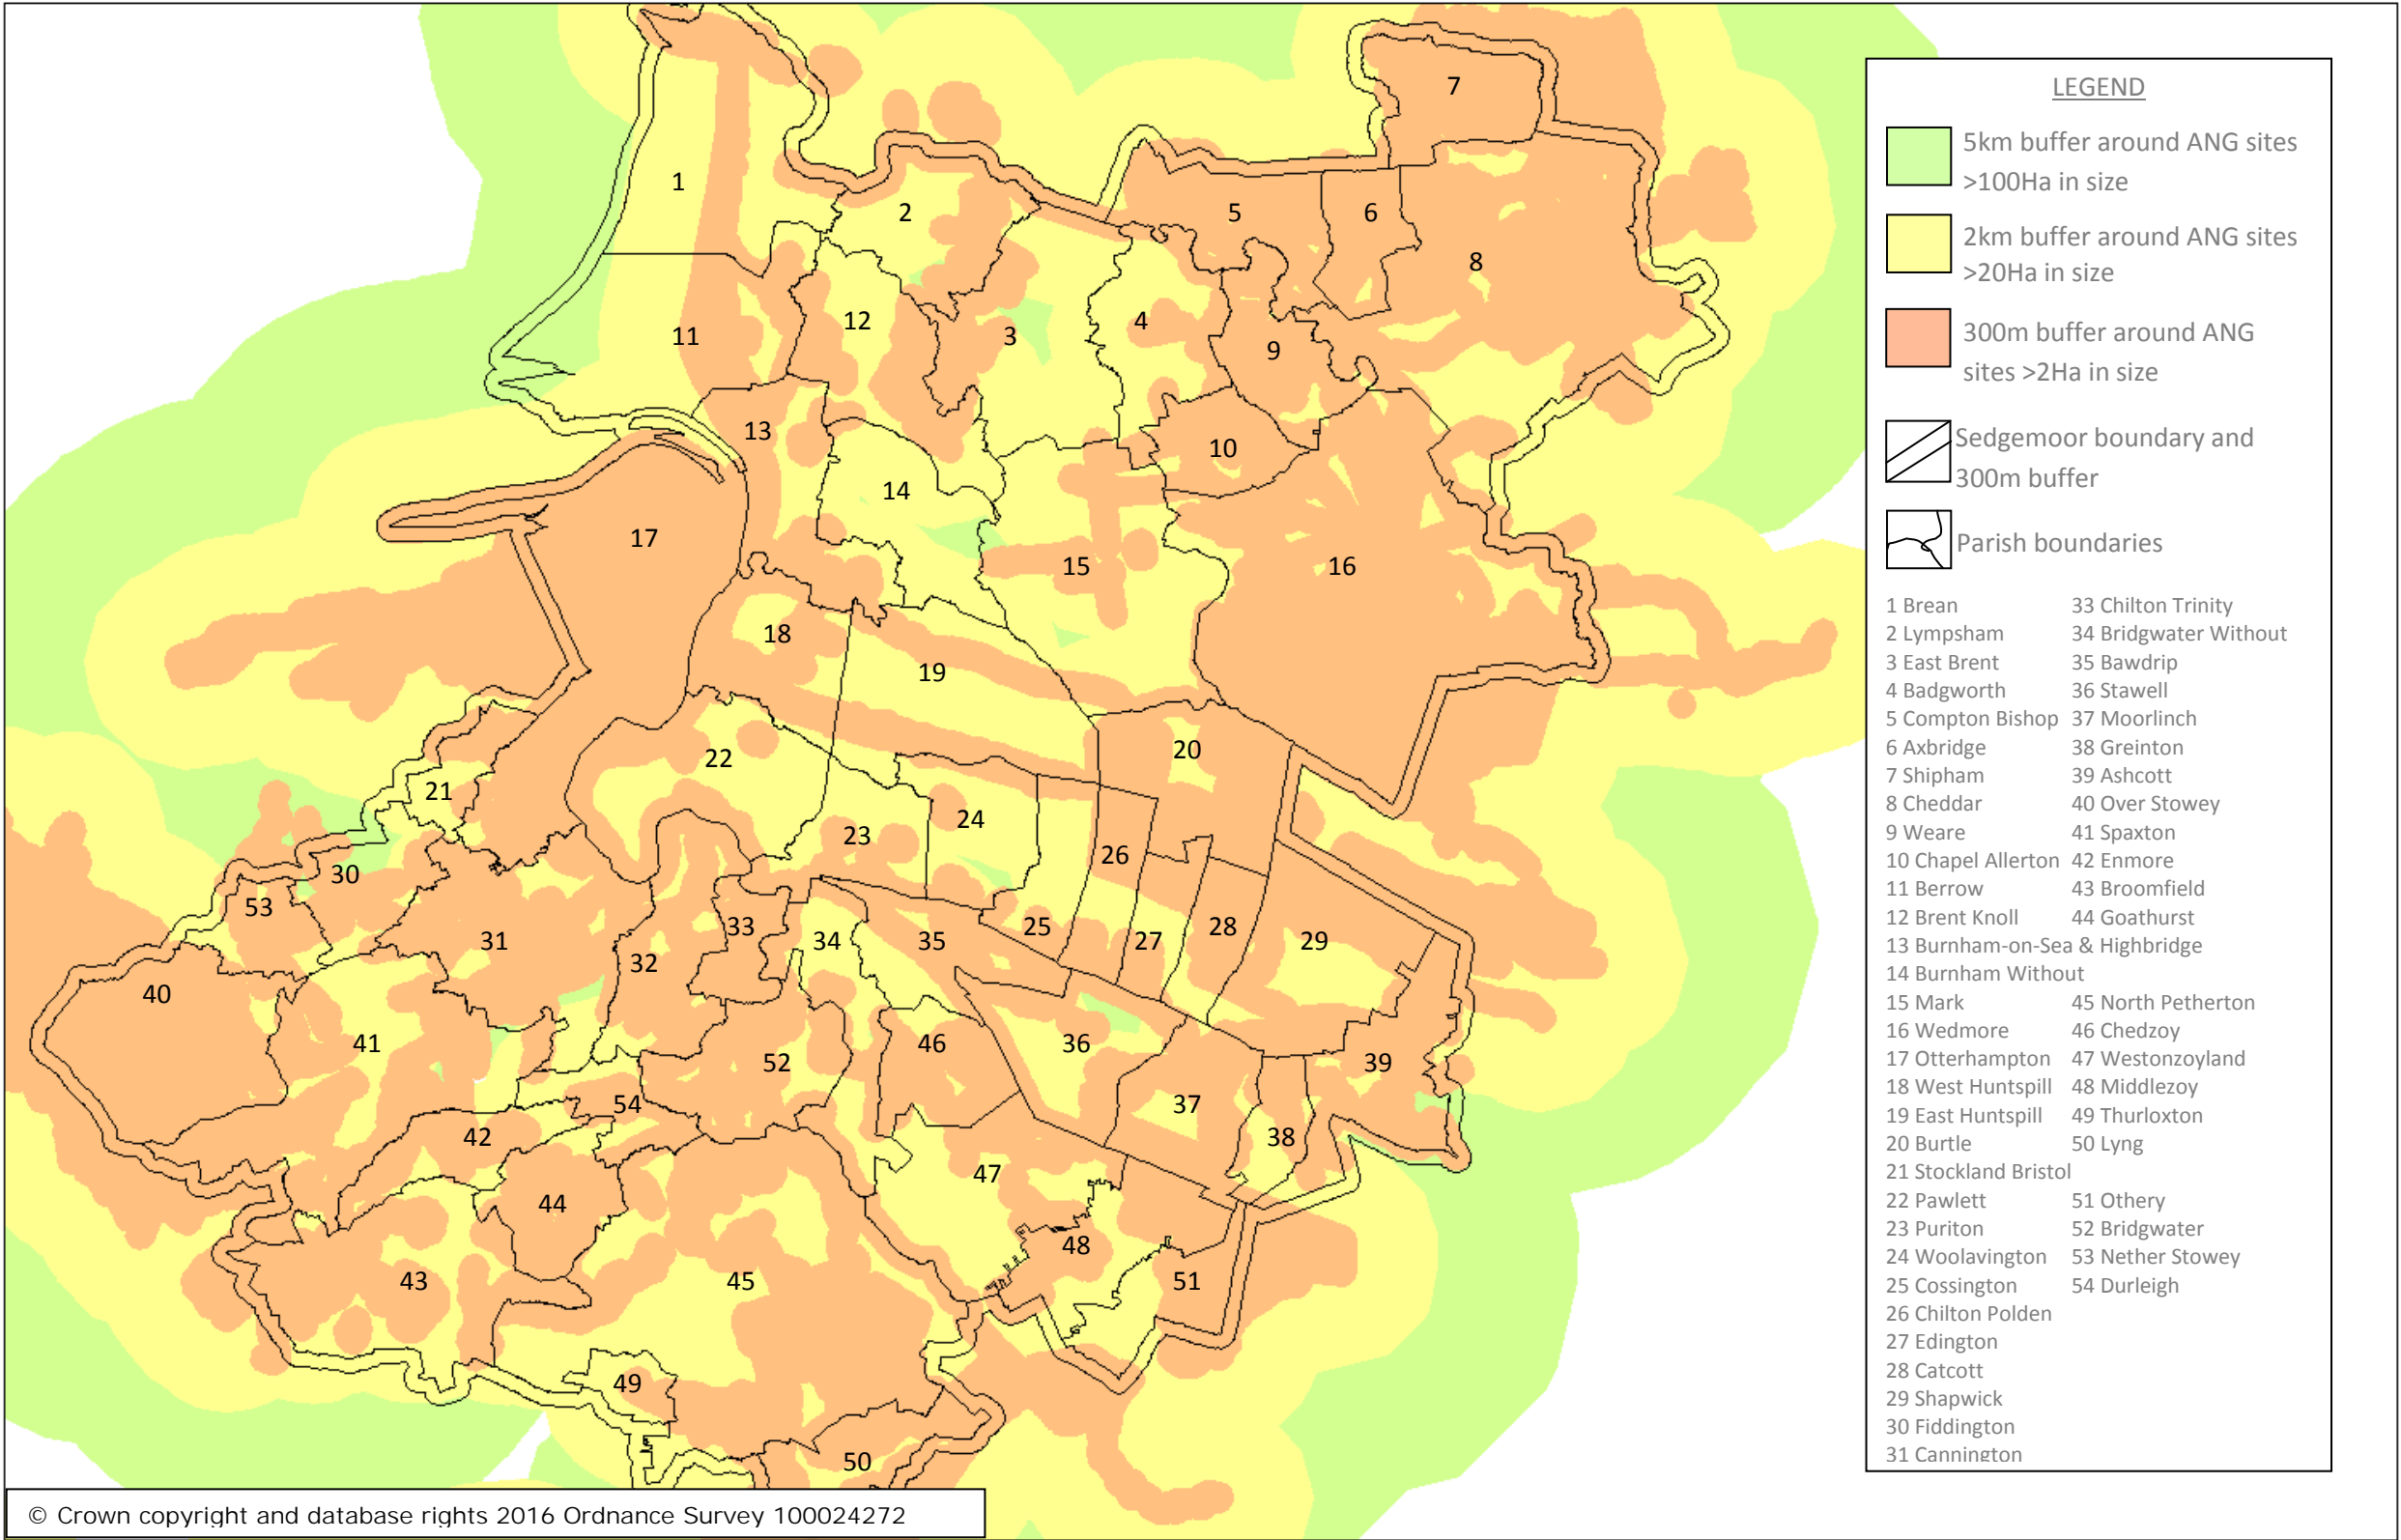 LEGEND
5km buffer around ANG sites
>100Ha in size
2km buffer around ANG sites
>20Ha in size
300m buffer around ANG
sites >2Ha in size
Sedgemoor boundary and
300m buffer
Parish boundaries
1 Brean
2 Lympsham
3 East Brent
4 Badgworth
5 Compton Bishop
6 Axbridge
7 Shipham
8 Cheddar
9 Weare
10 Chapel Allerton
11 Berrow
12 Brent Knoll
13 Burnham-on-Sea & Highbridge
14 Burnham Without
15 Mark
16 Wedmore
17 Otterhampton
18 West Huntspill
19 East Huntspill
20 Burtle
21 Stockland Bristol
22 Pawlett
23 Puriton
24 Woolavington
25 Cossington
26 Chilton Polden
27 Edington
28 Catcott
29 Shapwick
30 Fiddington
31 Cannington
33 Chilton Trinity
34 Bridgwater Without
35 Bawdrip
36 Stawell
37 Moorlinch
38 Greinton
39 Ashcott
40 Over Stowey
41 Spaxton
42 Enmore
43 Broomfield
44 Goathurst
45 North Petherton
46 Chedzoy
47 Westonzoyland
48 Middlezoy
49 Thurloxton
50 Lyng
51 Othery
52 Bridgwater
53 Nether Stowey
54 Durleigh
7
1
2
5
6
8
12
11
3
4
9
13
10
14
17
15
16
18
19
20
22
21
24
23
26
30
53
31
33
34
35
25
27
28
29
32
40
41
46
36
52
39
54
37
42
38
47
44
48
43
45
51
49
50
© Crown copyright and database rights 2016 Ordnance Survey 100024272